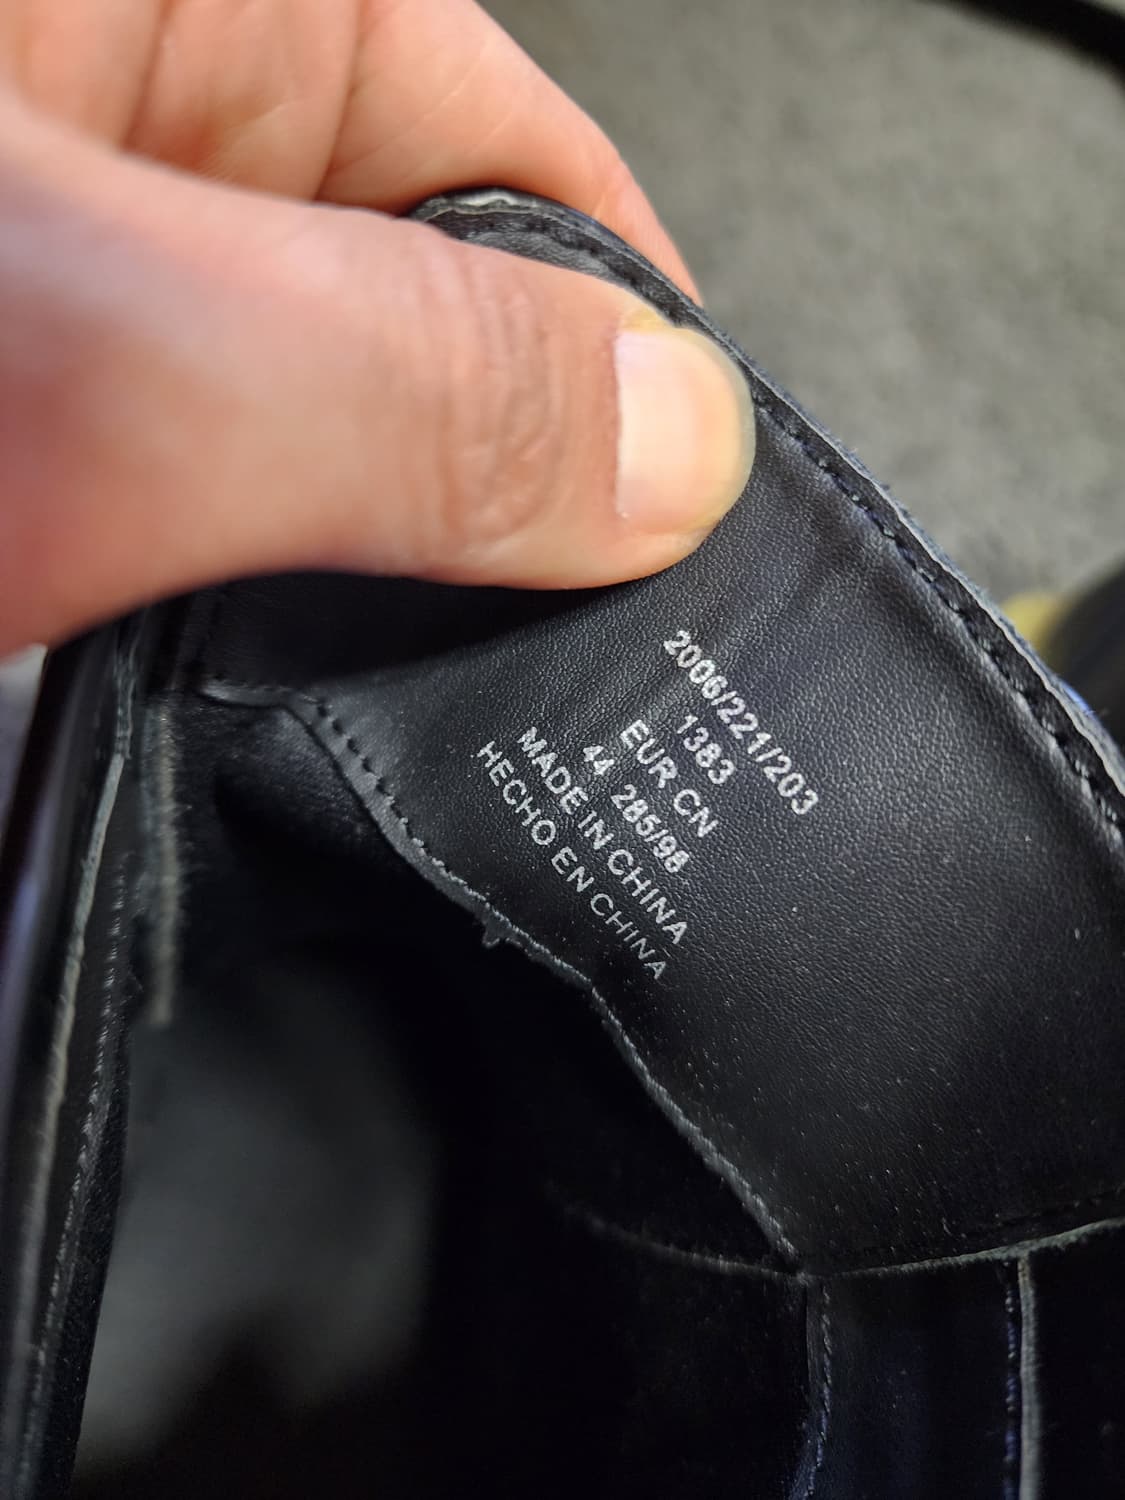 2006/221/203
1383
EUR CN
44 285/98
MADE IN CHINA
HECHO EN CHINA